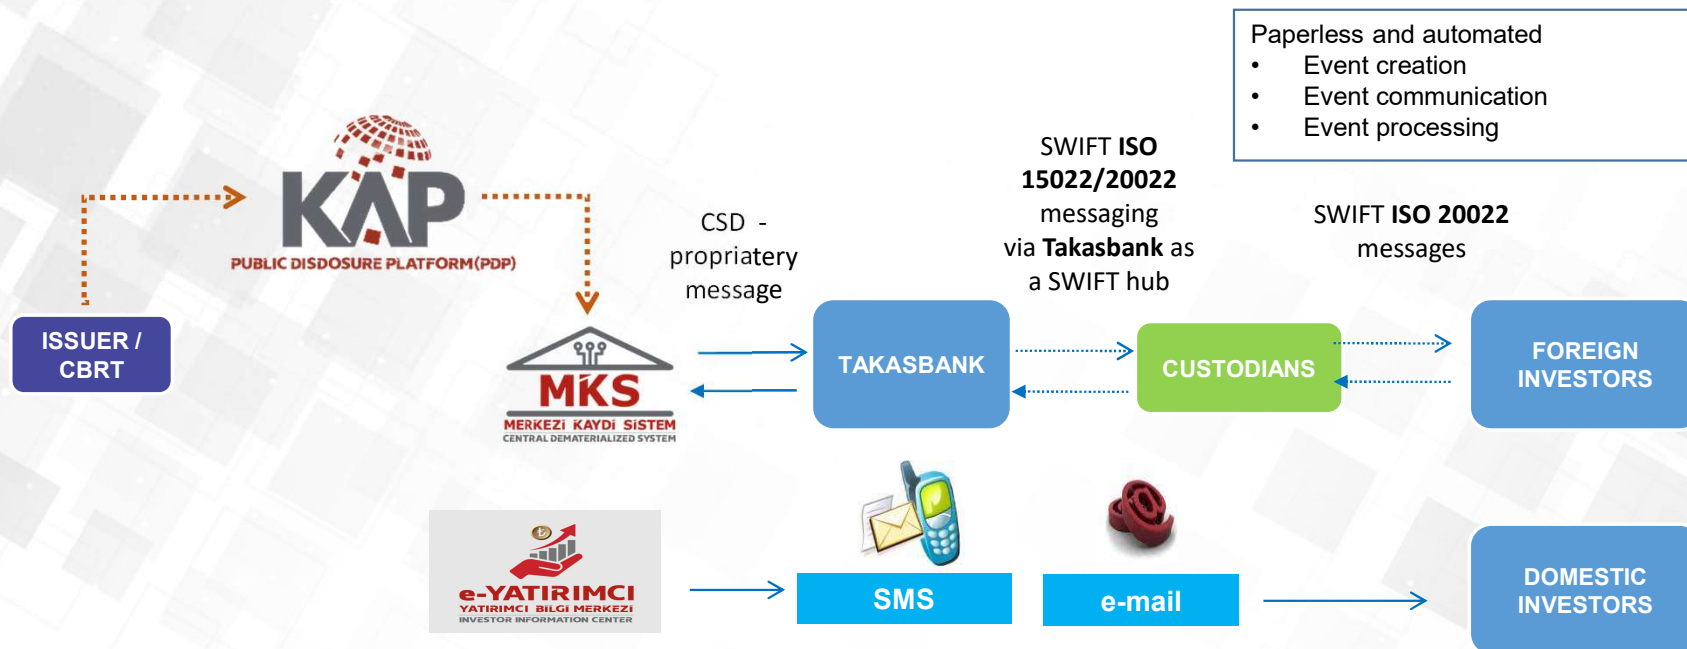 Paperless and automated
• Event creation
• Event communication
• Event processing
KAP
PUBLIC DISDOSURE PLATFORM(PDP)
SWIFT ISO
15022/20022
messaging
via Takasbank as
a SWIFT hub
CSD -
propriatery
message
SWIFT ISO 20022
messages
ISSUER /
CBRT
MKS
MERKEZİ KAYDİ SİSTEM
CENTRAL DEMATERIALIZED SYSTEM
TAKASBANK
CUSTODIANS
FOREIGN
INVESTORS
₺
e-YATIRIMCI
YATIRIMCI BİLGİ MERKEZİ
INVESTOR INFORMATION CENTER
SMS
@
e-mail
DOMESTIC
INVESTORS